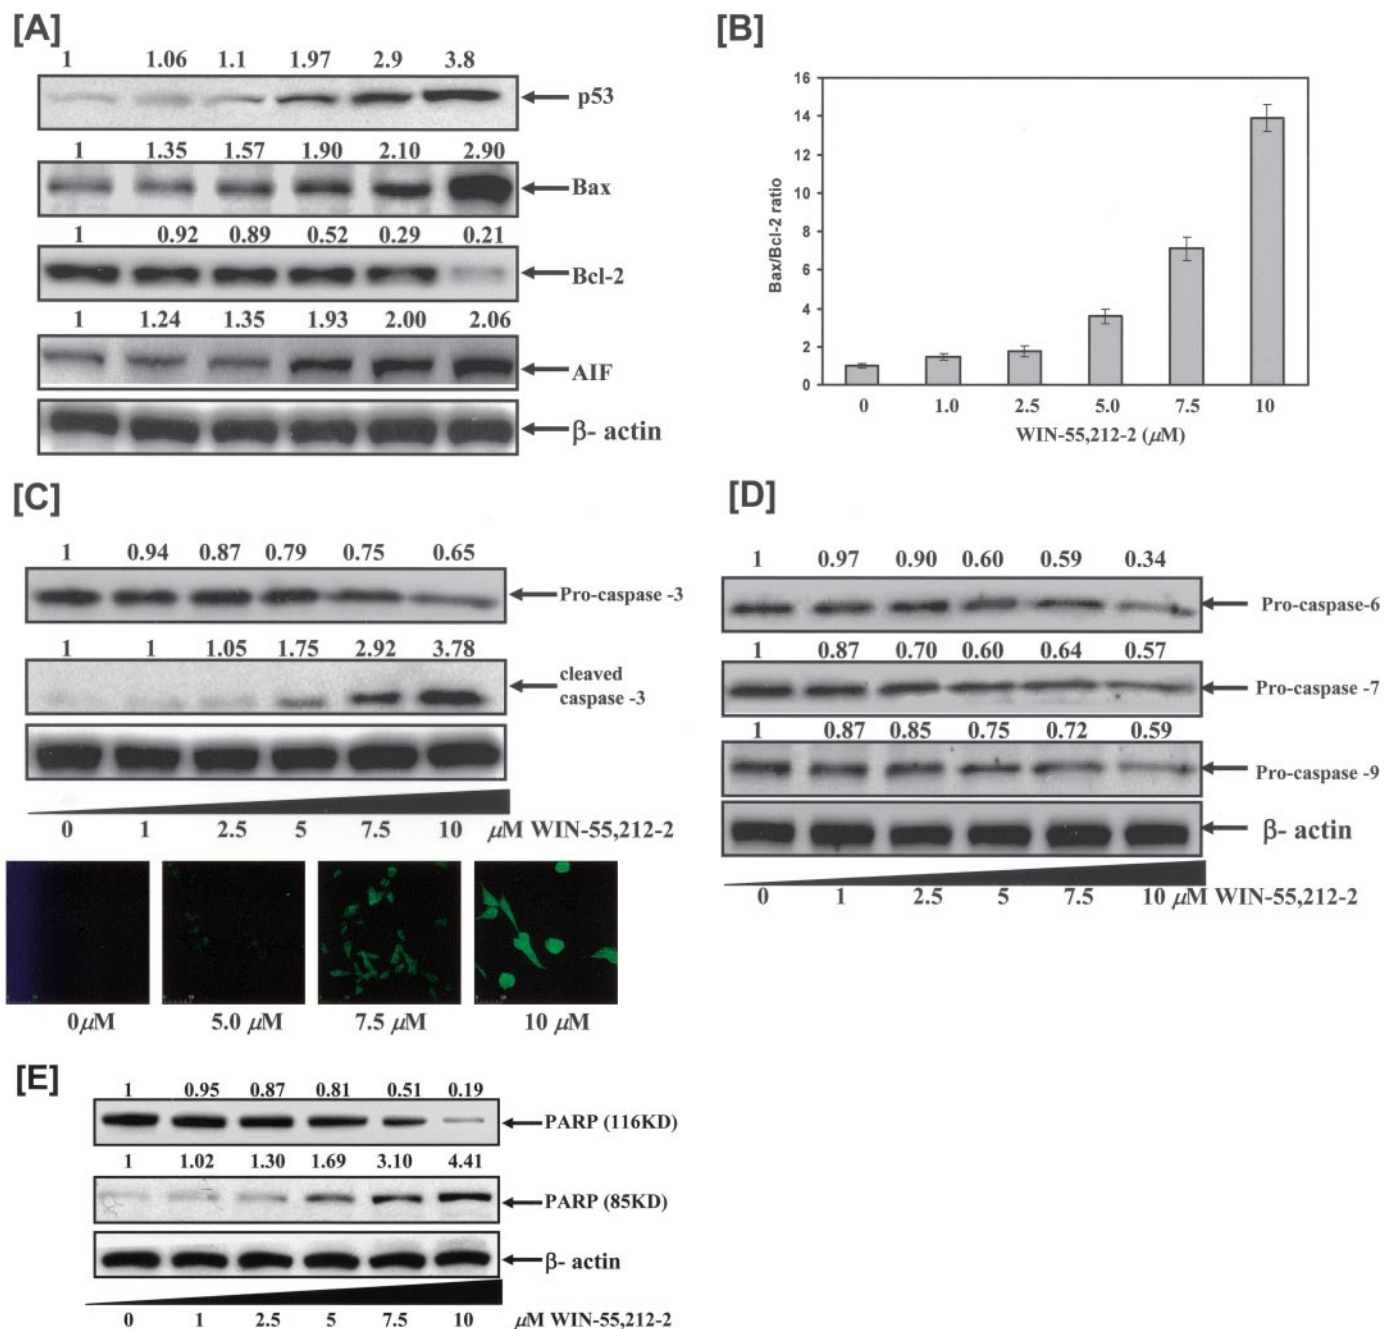 [A]
1 1.06 1.1 1.97 2.9 3.8
p53
1 1.35 1.57 1.90 2.10 2.90
Bax
1 0.92 0.89 0.52 0.29 0.21
Bcl-2
1 1.24 1.35 1.93 2.00 2.06
AIF
β- actin
[B]
16
14
12
10
8
6
4
2
0
Bax/Bcl-2 ratio
0 1.0 2.5 5.0 7.5 10
WIN-55,212-2 (μM)
[C]
1 0.94 0.87 0.79 0.75 0.65
Pro-caspase -3
1 1 1.05 1.75 2.92 3.78
cleaved
caspase -3
0 1 2.5 5 7.5 10 μM WIN-55,212-2
0μM 5.0 μM 7.5 μM 10 μM
[D]
1 0.97 0.90 0.60 0.59 0.34
Pro-caspase-6
1 0.87 0.70 0.60 0.64 0.57
Pro-caspase -7
1 0.87 0.85 0.75 0.72 0.59
Pro-caspase -9
β- actin
0 1 2.5 5 7.5 10 μM WIN-55,212-2
[E]
1 0.95 0.87 0.81 0.51 0.19
PARP (116KD)
1 1.02 1.30 1.69 3.10 4.41
PARP (85KD)
β- actin
0 1 2.5 5 7.5 10 μM WIN-55,212-2